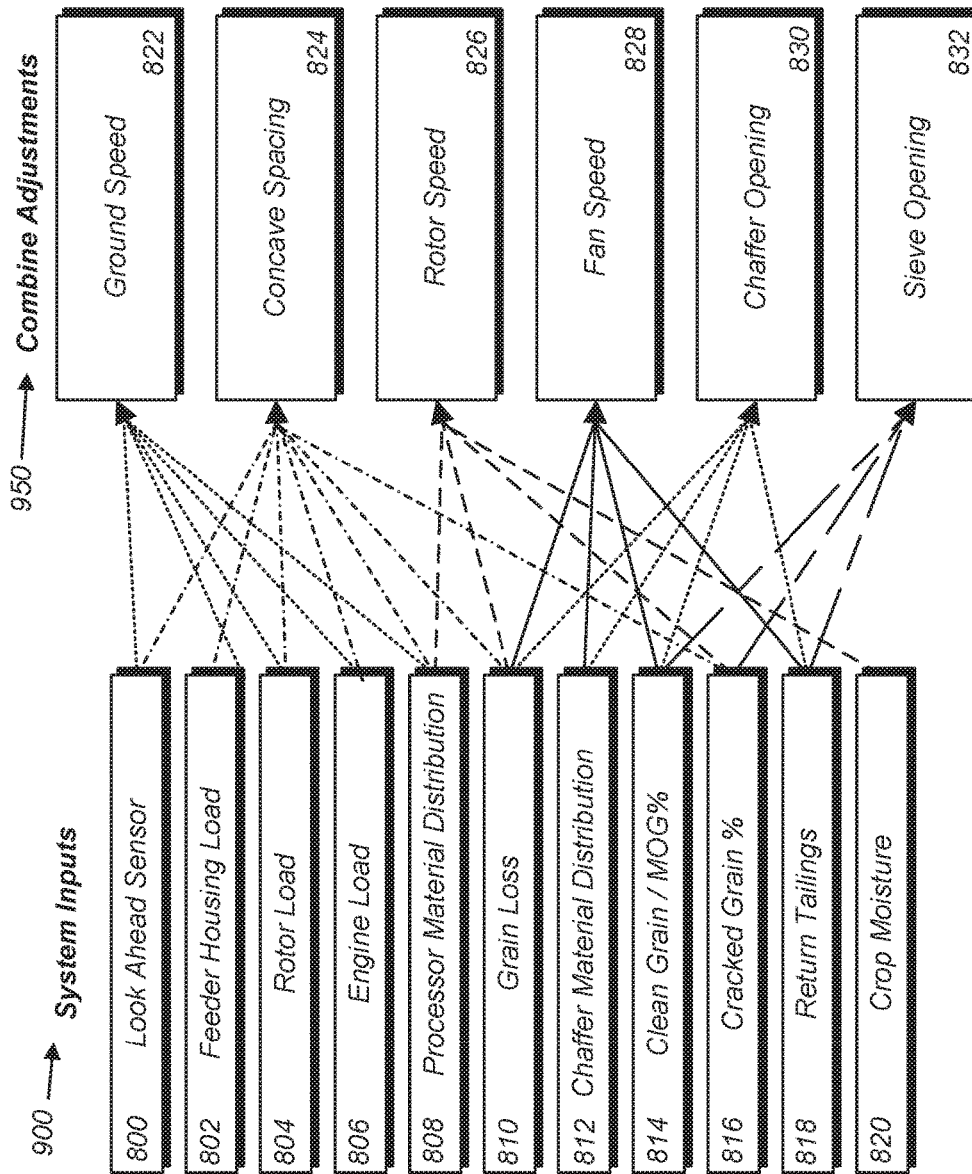 900 System Inputs
800 Look Ahead Sensor
802 Feeder Housing Load
804 Rotor Load
806 Engine Load
808 Processor Material Distribution
810 Grain Loss
812 Chaffer Material Distribution
814 Clean Grain / MOG%
816 Cracked Grain %
818 Return Tailings
820 Crop Moisture
950 Combine Adjustments
Ground Speed 822
Concave Spacing 824
Rotor Speed 826
Fan Speed 828
Chaffer Opening 830
Sieve Opening 832